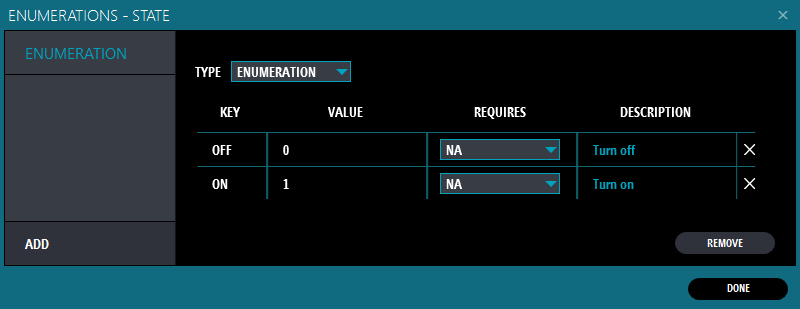 ENUMERATIONS - STATE
ENUMERATION
TYPE ENUMERATION
KEY VALUE REQUIRES DESCRIPTION
OFF 0 NA Turn off
ON 1 NA Turn on
ADD
REMOVE
DONE